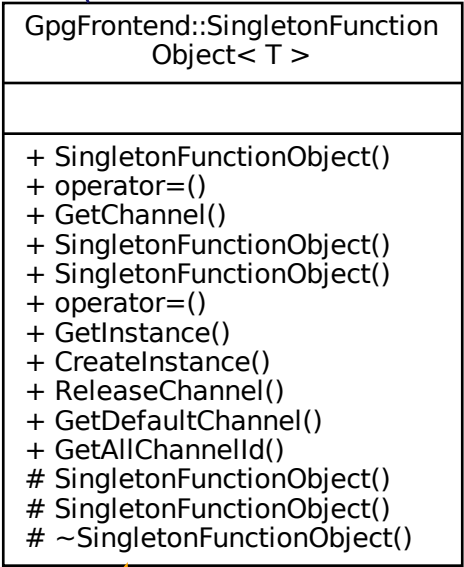 GpgFrontend::SingletonFunction
Object< T >
+ SingletonFunctionObject()
+ operator=()
+ GetChannel()
+ SingletonFunctionObject()
+ SingletonFunctionObject()
+ operator=()
+ GetInstance()
+ CreateInstance()
+ ReleaseChannel()
+ GetDefaultChannel()
+ GetAllChannelId()
# SingletonFunctionObject()
# SingletonFunctionObject()
# ~SingletonFunctionObject()